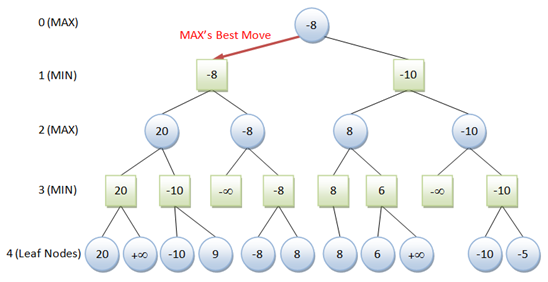 0 (MAX) -8
MAX's Best Move
1 (MIN) -8 -10
2 (MAX) 20 -8 8 -10
3 (MIN) 20 -10 -∞ -8 8 6 -∞ -10
4 (Leaf Nodes) 20 +∞ -10 9 -8 8 8 6 +∞ -10 -5